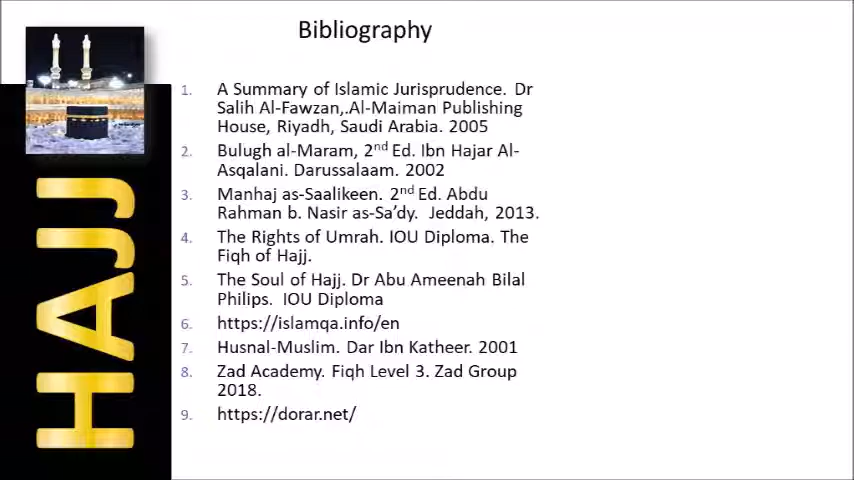 Bibliography
HAJJ
1. A Summary of Islamic Jurisprudence. Dr
Salih Al-Fawzan,.Al-Maiman Publishing
House, Riyadh, Saudi Arabia. 2005
2. Bulugh al-Maram, 2nd Ed. Ibn Hajar Al-
Asqalani. Darussalaam. 2002
3. Manhaj as-Saalikeen. 2nd Ed. Abdu
Rahman b. Nasir as-Sa’dy. Jeddah, 2013.
4. The Rights of Umrah. IOU Diploma. The
Fiqh of Hajj.
5. The Soul of Hajj. Dr Abu Ameenah Bilal
Philips. IOU Diploma
6. https://islamqa.info/en
7. Husnal-Muslim. Dar Ibn Katheer. 2001
8. Zad Academy. Fiqh Level 3. Zad Group
2018.
9. https://dorar.net/